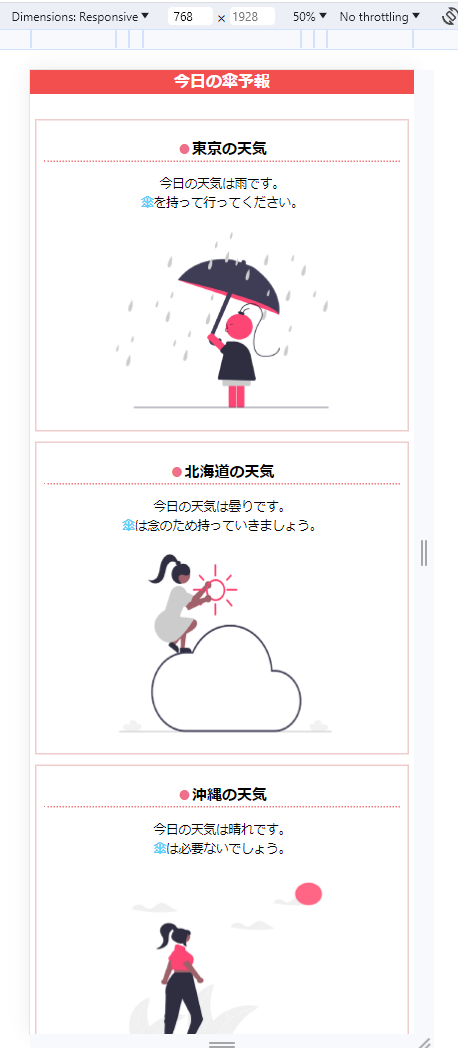 Dimensions: Responsive 768 × 1928 50% No throttling
今日の傘予報
東京の天気
今日の天気は雨です。
傘を持って行ってください。
北海道の天気
今日の天気は曇りです。
傘は念のため持っていきましょう。
沖縄の天気
今日の天気は晴れです。
傘は必要ないでしょう。